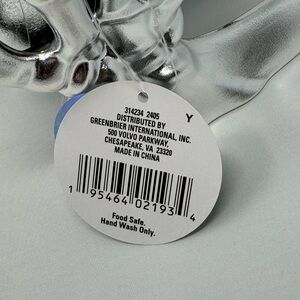 314234 2405
DISTRIBUTED BY
GREENBRIER INTERNATIONAL, INC.
500 VOLVO PARKWAY,
CHESAPEAKE, VA 23320
MADE IN CHINA
Y
1 95464 02193 4
Food Safe.
Hand Wash Only.